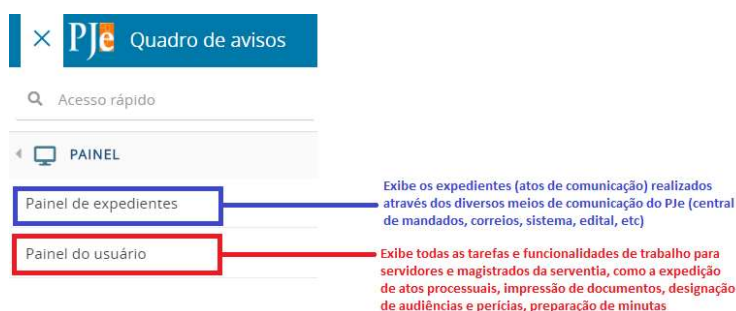 PJe Quadro de avisos
Acesso rápido
PAINEL
Painel de expedientes
Exibe os expedientes (atos de comunicação) realizados
através dos diversos meios de comunicação do PJe (central
de mandados, correios, sistema, edital, etc)
Painel do usuário
Exibe todas as tarefas e funcionalidades de trabalho para
servidores e magistrados da serventia, como a expedição
de atos processuais, impressão de documentos, designação
de audiências e perícias, preparação de minutas